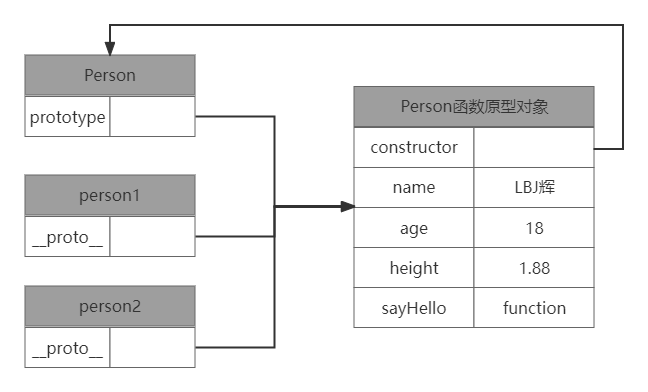 Person
prototype
person1
__proto__
person2
__proto__
Person函数原型对象
constructor
name LBJ辉
age 18
height 1.88
sayHello function